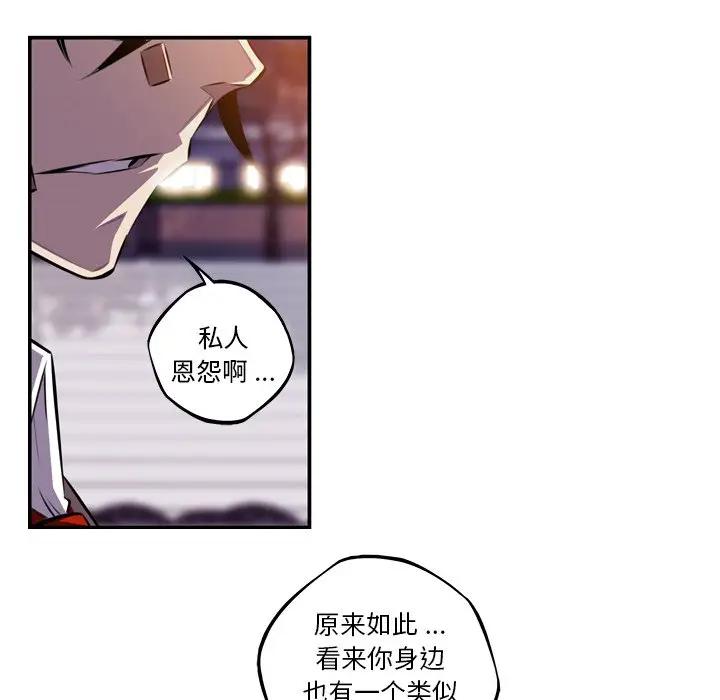 私人
恩怨啊 ...
原来如此 ...
看来你身边
也有一个类似